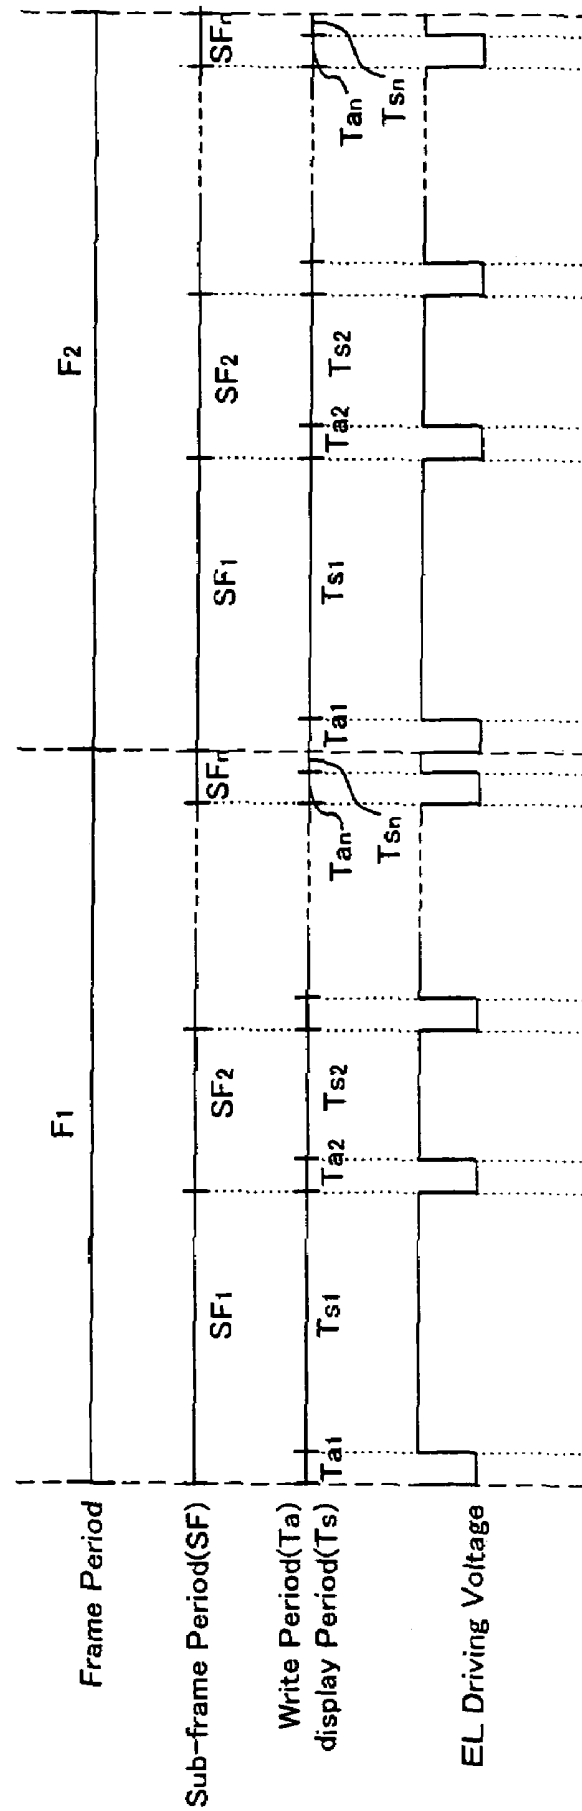 Frame Period
F1
F2
Sub-frame Period(SF)
SF1
SF2
SFn
SF1
SF2
SFn
Write Period(Ta)
display Period(Ts)
Ta1
Ts1
Ta2
Ts2
Tan
Tsn
Ta1
Ts1
Ta2
Ts2
Tan
Tsn
EL Driving Voltage